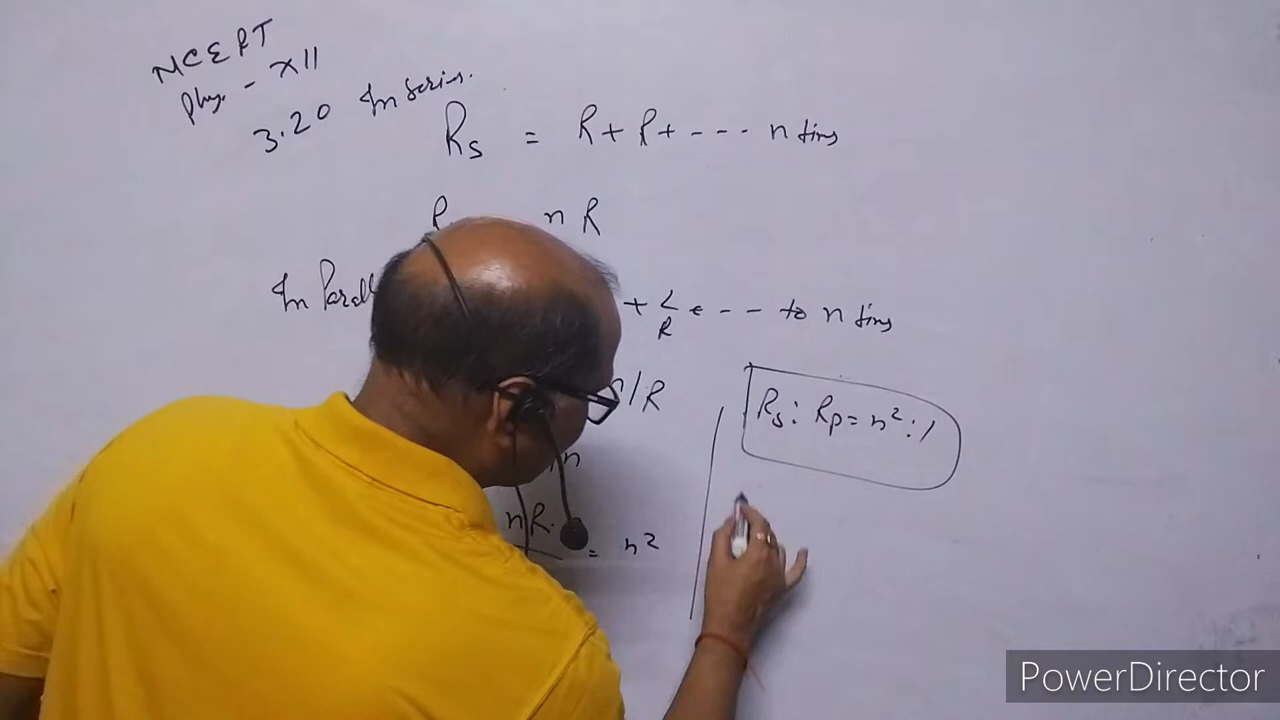 NCERT
Phy. - XII
3.20 In Series.
Rs = R + R + --- n times
R n R
In Parall + 1/R + -- to n times
n/R
/n
nR. = n²
Rs : Rp = n² : 1
PowerDirector